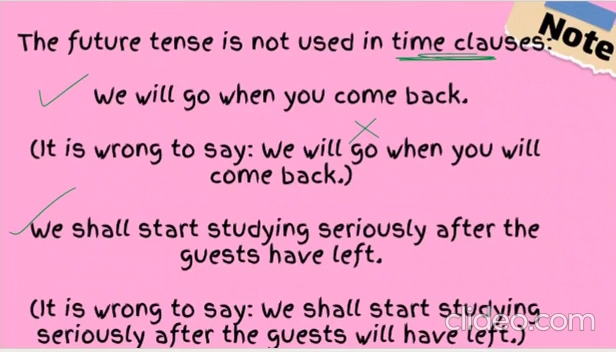 The future tense is not used in time clauses.
Note
We will go when you come back.
(It is wrong to say: We will go when you will
come back.)
We shall start studying seriously after the
guests have left.
(It is wrong to say: We shall start studying
seriously after the guests will have left.)
clideo.com